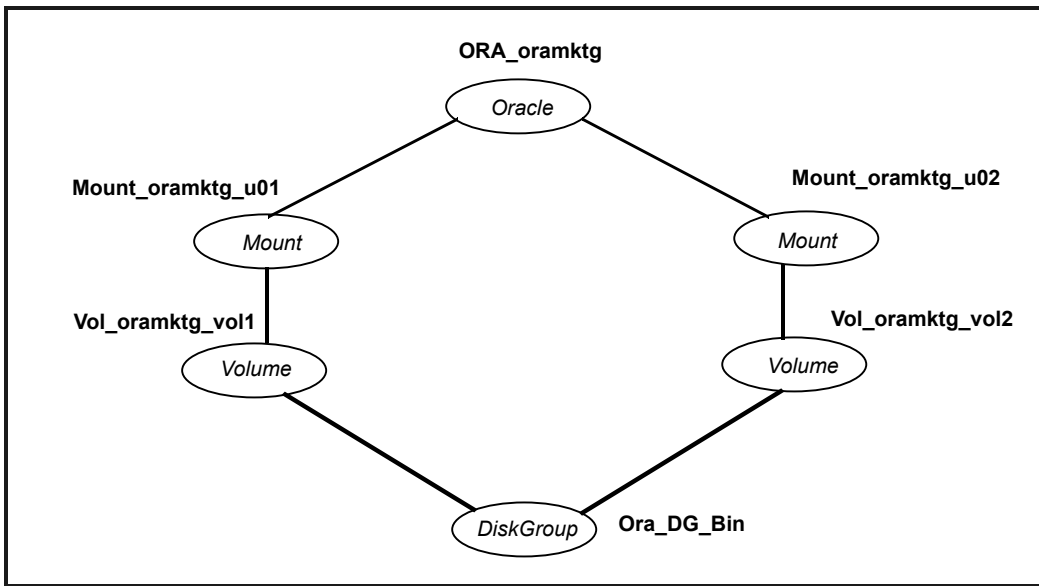 ORA_oramktg
Oracle
Mount_oramktg_u01
Mount_oramktg_u02
Mount
Mount
Vol_oramktg_vol1
Vol_oramktg_vol2
Volume
Volume
DiskGroup
Ora_DG_Bin